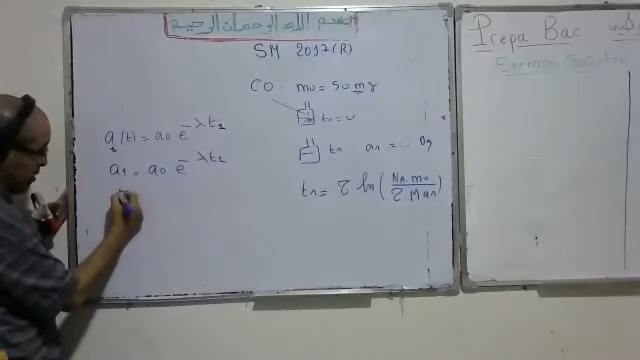 بسم الله الرحمان الرحيم
SM 2017 (R)
Prepa Bac
CO: m₀ = 50 mg
t₀ = 0
a(t) = a₀ e^-λt₁
t₁ a₁ = ... Bq
a₁ = a₀ e^-λt₁
t₁ = τ ln( N_A.m₀ / τ M a₁ )